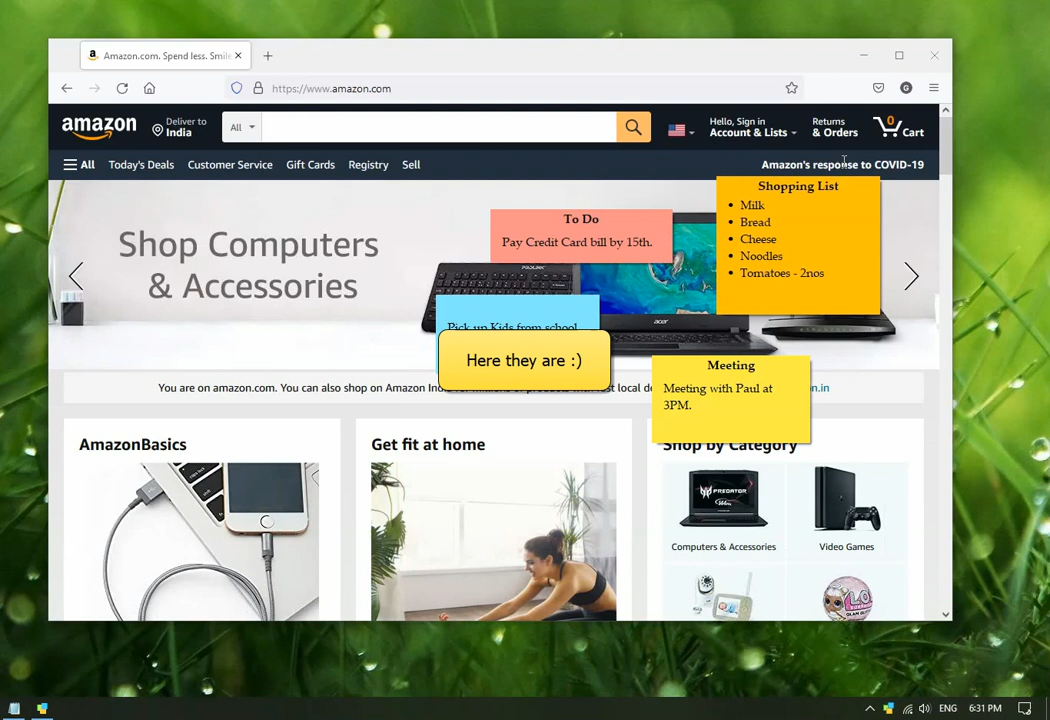 Amazon.com. Spend less. Smile
https://www.amazon.com
amazon
Deliver to
India
All
Hello, Sign in
Account & Lists
Returns
& Orders
0
Cart
All
Today's Deals
Customer Service
Gift Cards
Registry
Sell
Amazon's response to COVID-19
Shop Computers
& Accessories
To Do
Pay Credit Card bill by 15th.
Shopping List
• Milk
• Bread
• Cheese
• Noodles
• Tomatoes - 2nos
Pick up Kids from school
Here they are :)
acer
Meeting
Meeting with Paul at
3PM.
You are on amazon.com. You can also shop on Amazon
local
AmazonBasics
Get fit at home
Shop by Category
PREDATOR
Computers & Accessories
Video Games
ENG
6:31 PM